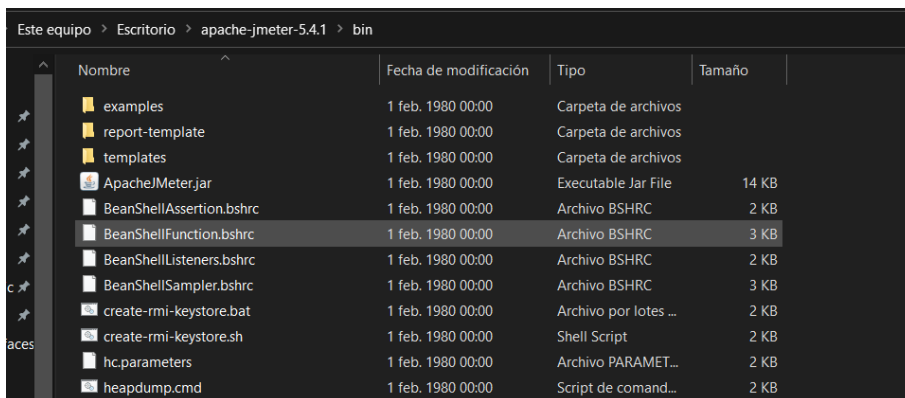 Este equipo > Escritorio > apache-jmeter-5.4.1 > bin
Nombre Fecha de modificación Tipo Tamaño
examples 1 feb. 1980 00:00 Carpeta de archivos
report-template 1 feb. 1980 00:00 Carpeta de archivos
templates 1 feb. 1980 00:00 Carpeta de archivos
ApacheJMeter.jar 1 feb. 1980 00:00 Executable Jar File 14 KB
BeanShellAssertion.bshrc 1 feb. 1980 00:00 Archivo BSHRC 2 KB
BeanShellFunction.bshrc 1 feb. 1980 00:00 Archivo BSHRC 3 KB
BeanShellListeners.bshrc 1 feb. 1980 00:00 Archivo BSHRC 2 KB
c BeanShellSampler.bshrc 1 feb. 1980 00:00 Archivo BSHRC 3 KB
create-rmi-keystore.bat 1 feb. 1980 00:00 Archivo por lotes ... 2 KB
faces create-rmi-keystore.sh 1 feb. 1980 00:00 Shell Script 2 KB
hc.parameters 1 feb. 1980 00:00 Archivo PARAMET... 2 KB
heapdump.cmd 1 feb. 1980 00:00 Script de comand... 2 KB